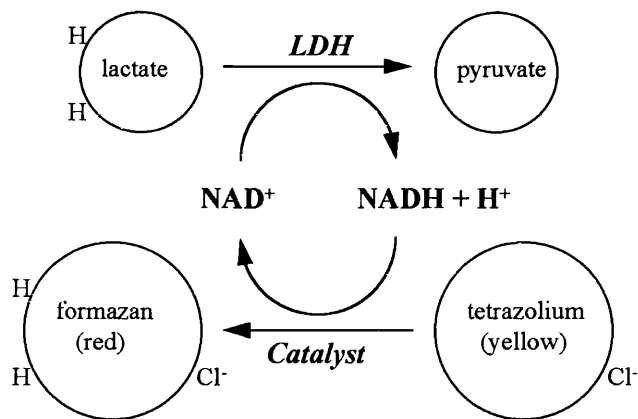 H
LDH
lactate
pyruvate
H
NAD⁺
NADH + H⁺
H
formazan
(red)
tetrazolium
(yellow)
H
Catalyst
Cl⁻
Cl⁻